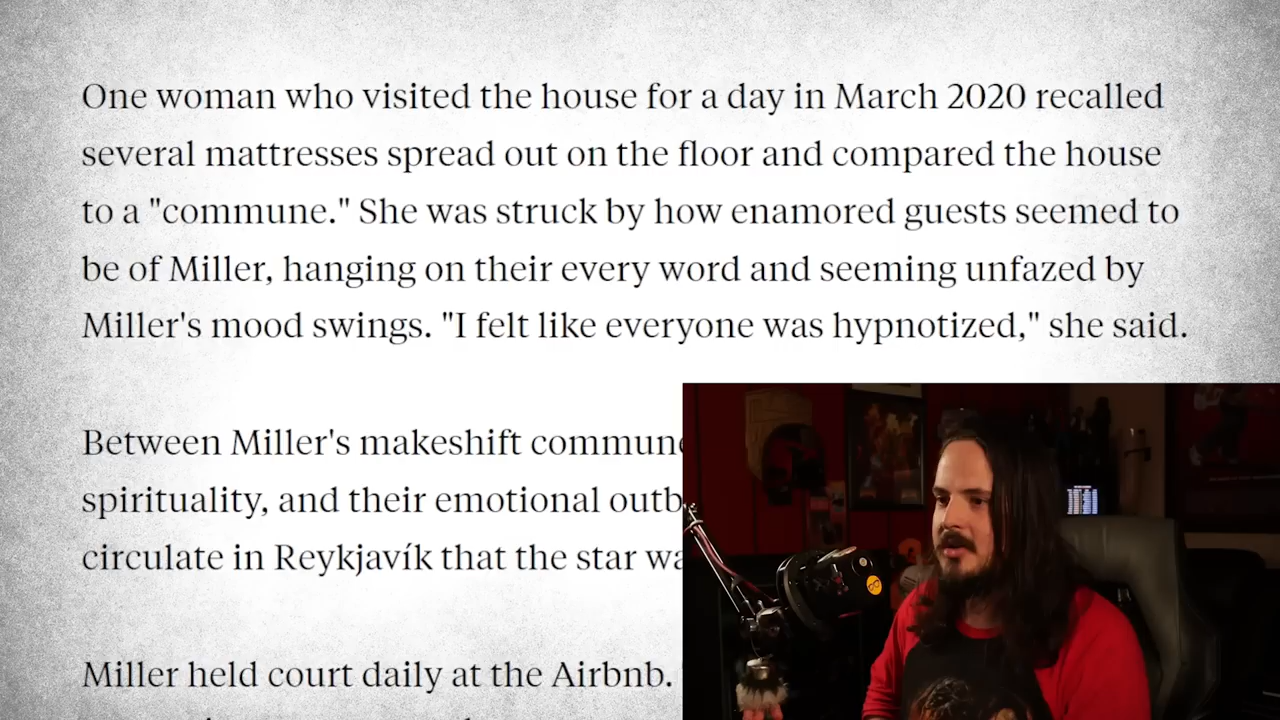 One woman who visited the house for a day in March 2020 recalled
several mattresses spread out on the floor and compared the house
to a "commune." She was struck by how enamored guests seemed to
be of Miller, hanging on their every word and seeming unfazed by
Miller's mood swings. "I felt like everyone was hypnotized," she said.
Between Miller's makeshift
spirituality, and their emotional
circulate in Reykjavík that the star
Miller held court daily at the Airbnb.